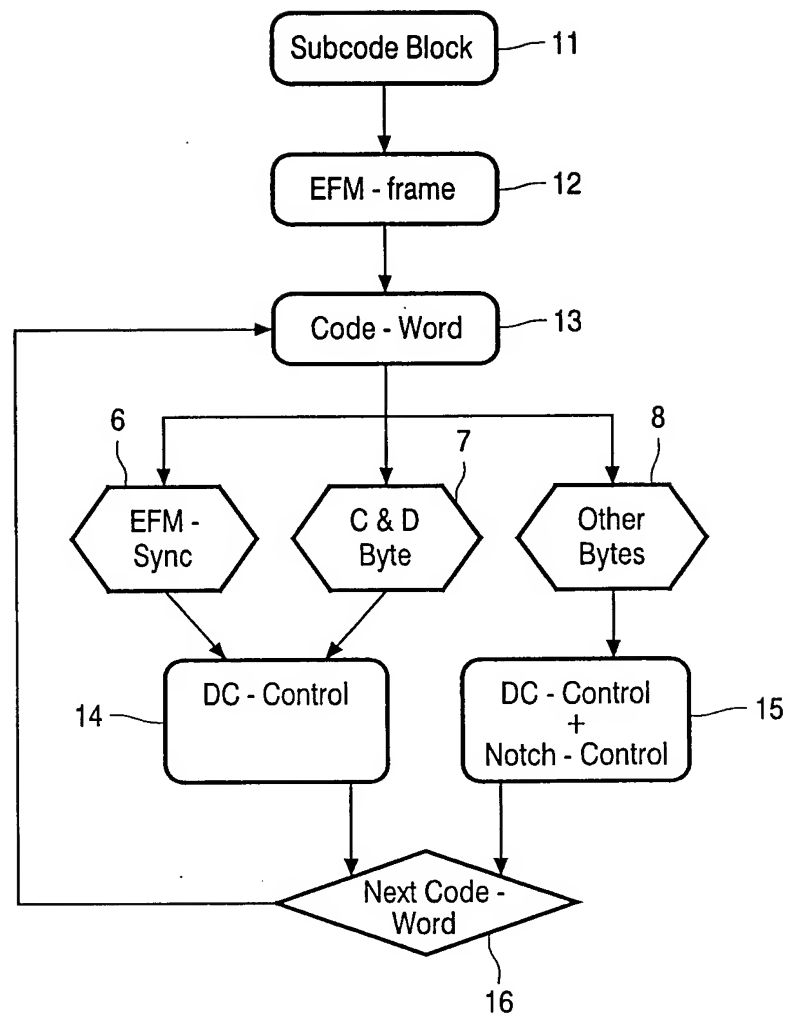 Subcode Block
11
EFM - frame
12
Code - Word
13
6
7
8
EFM -
Sync
C & D
Byte
Other
Bytes
14
DC - Control
DC - Control
+
Notch - Control
15
Next Code -
Word
16